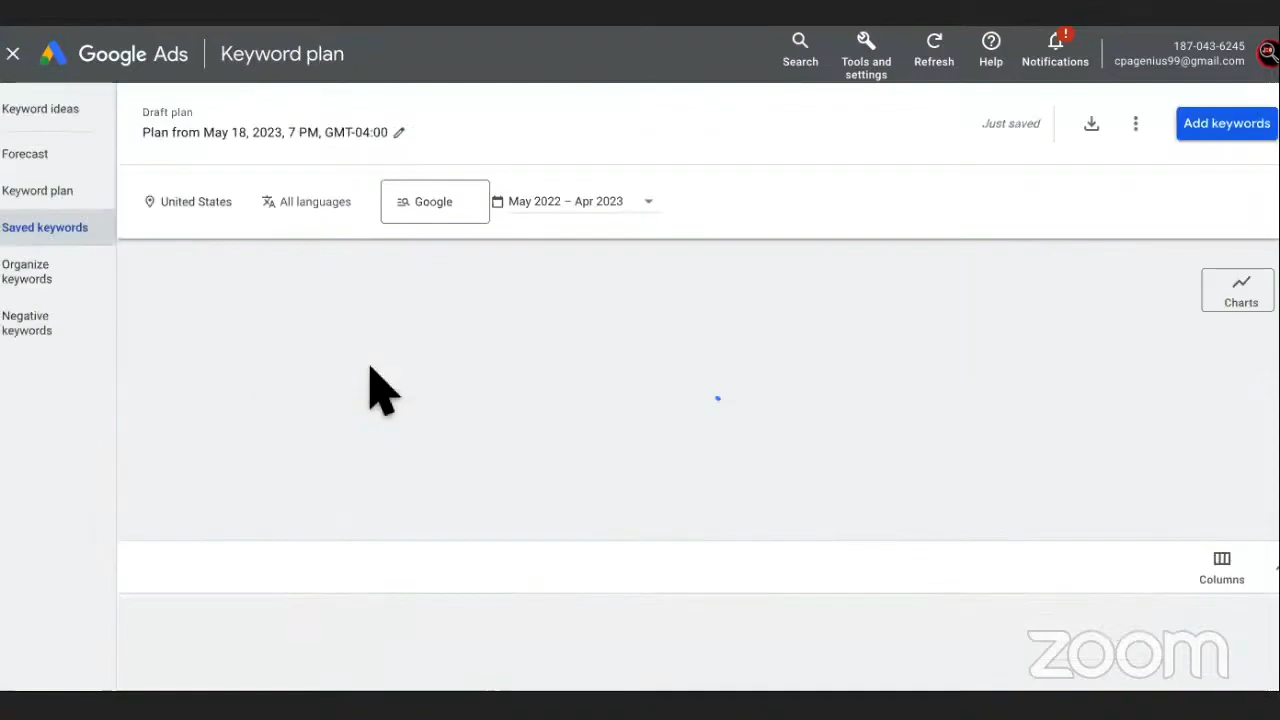 Google Ads
Keyword plan
Search
Tools and
settings
Refresh
Help
!
Notifications
187-043-6245
cpagenius99@gmail.com
Keyword ideas
Forecast
Keyword plan
Saved keywords
Organize
keywords
Negative
keywords
Draft plan
Plan from May 18, 2023, 7 PM, GMT-04:00
Just saved
Add keywords
United States
All languages
Google
May 2022 – Apr 2023
Charts
Columns
zoom